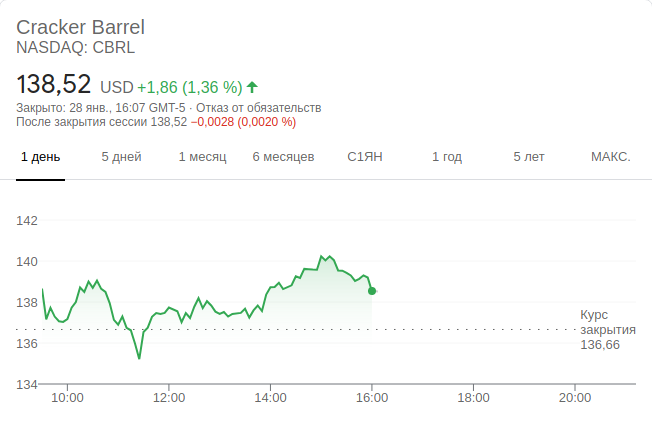 Cracker Barrel
NASDAQ: CBRL
138,52 USD +1,86 (1,36 %)
Закрыто: 28 янв., 16:07 GMT-5 · Отказ от обязательств
После закрытия сессии 138,52 −0,0028 (0,0020 %)
1 день 5 дней 1 месяц 6 месяцев С1ЯН 1 год 5 лет МАКС.
142
140
138
Курс
закрытия
136,66
136
134
10:00 12:00 14:00 16:00 18:00 20:00